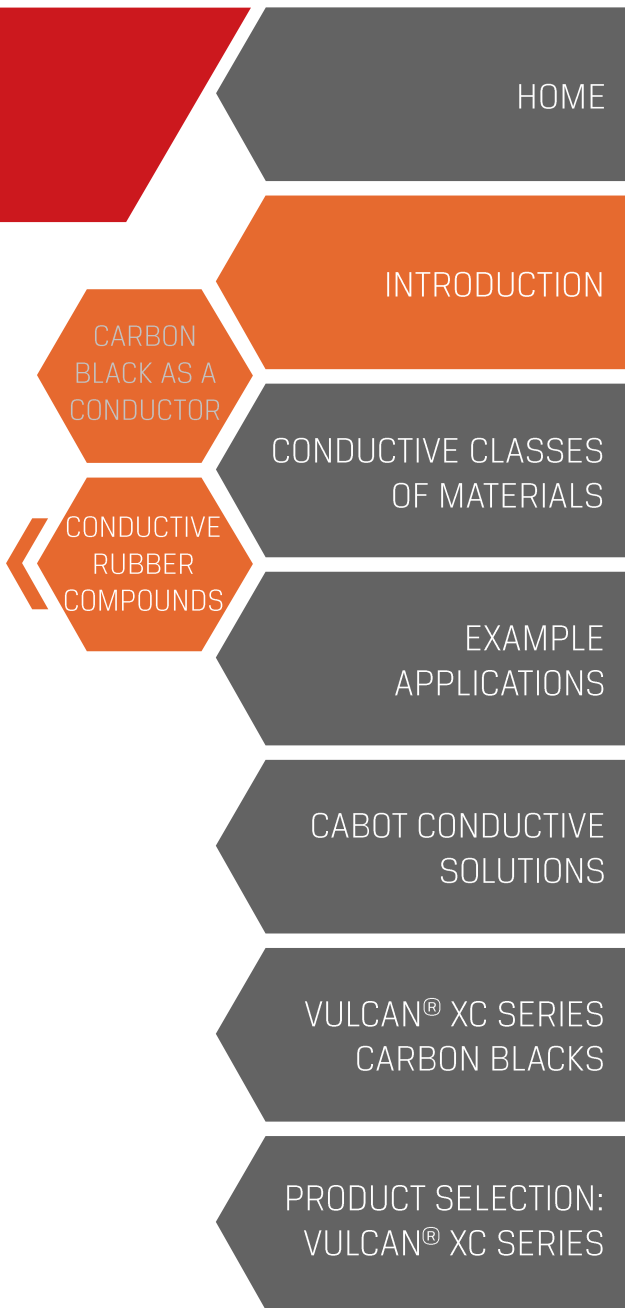 HOME
INTRODUCTION
CARBON
BLACK AS A
CONDUCTOR
CONDUCTIVE
RUBBER
COMPOUNDS
CONDUCTIVE CLASSES
OF MATERIALS
EXAMPLE
APPLICATIONS
CABOT CONDUCTIVE
SOLUTIONS
VULCAN® XC SERIES
CARBON BLACKS
PRODUCT SELECTION:
VULCAN® XC SERIES